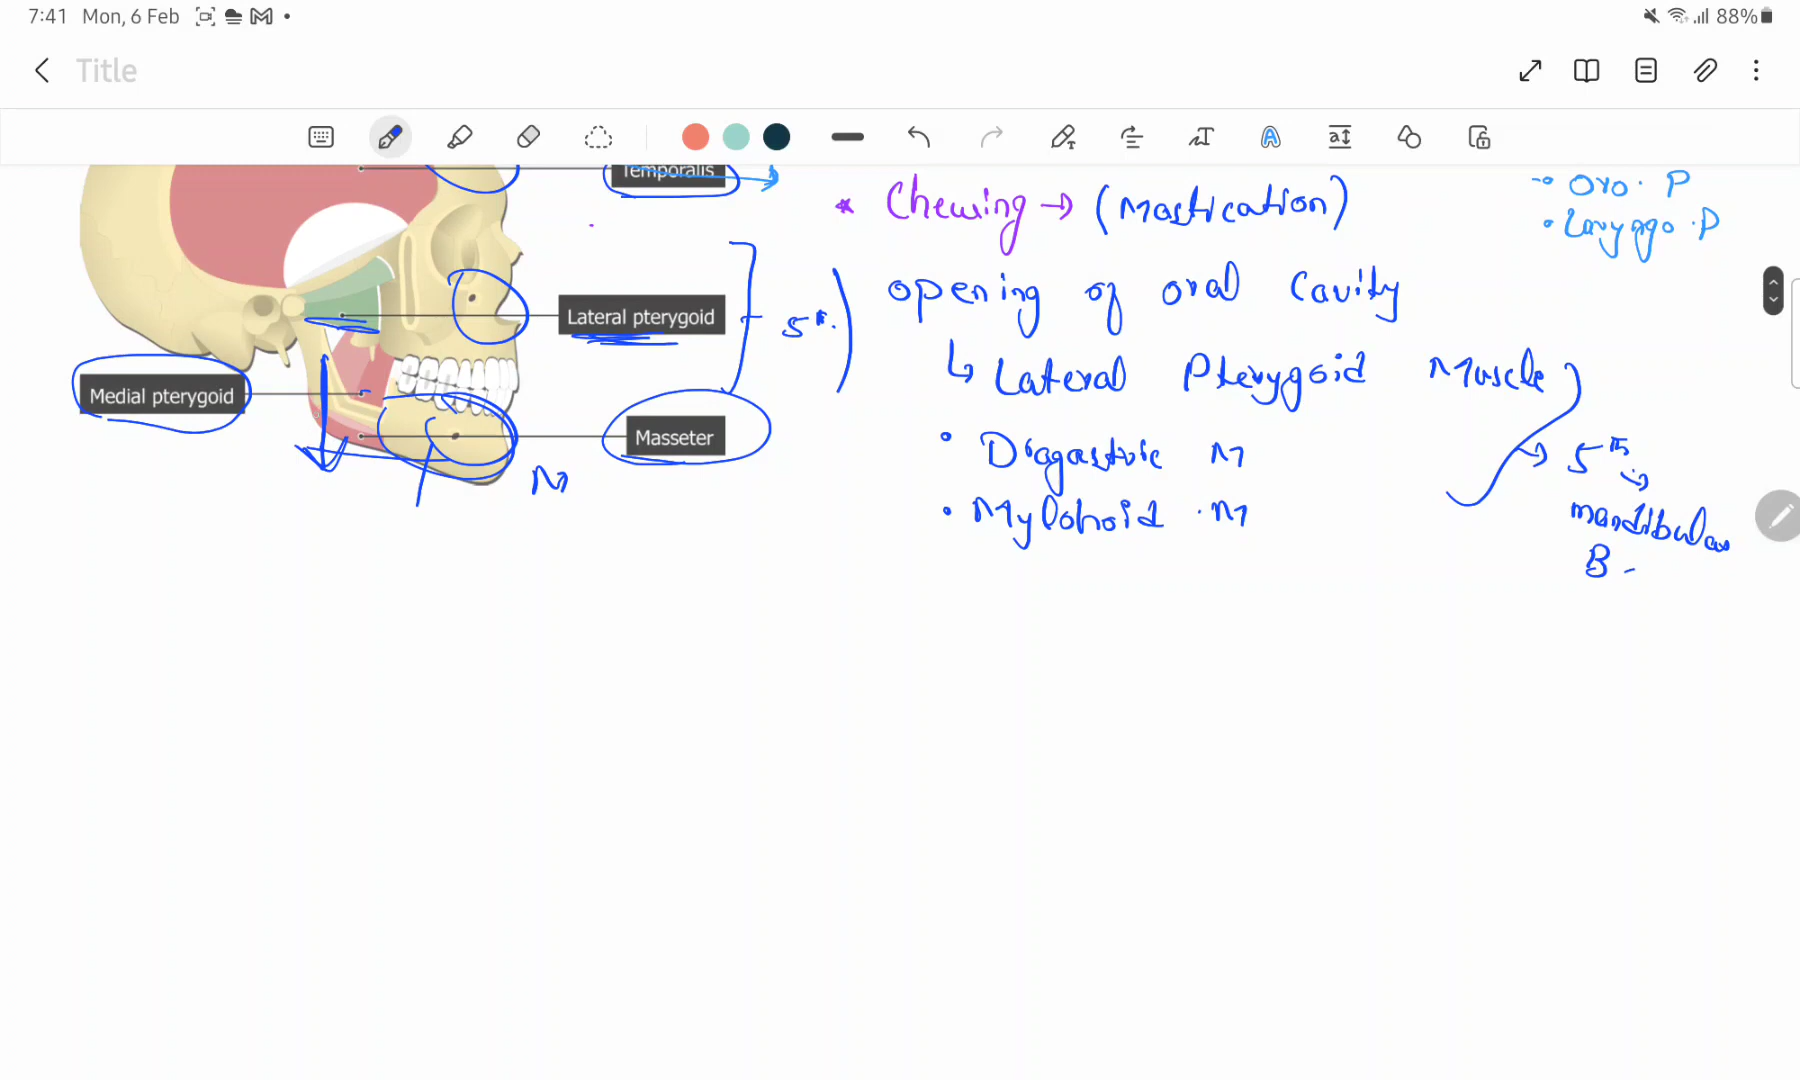 7:41 Mon, 6 Feb
88%
Title
Temporalis
Lateral pterygoid
Medial pterygoid
Masseter
M
5th.
* Chewing → (Mastication)
opening of oral cavity
↳ Lateral Pterygoid Muscle
• Diagastric M
• Mylohoid . M
→ 5th
mandibular
B -
Oro. P
• Laryngo . P